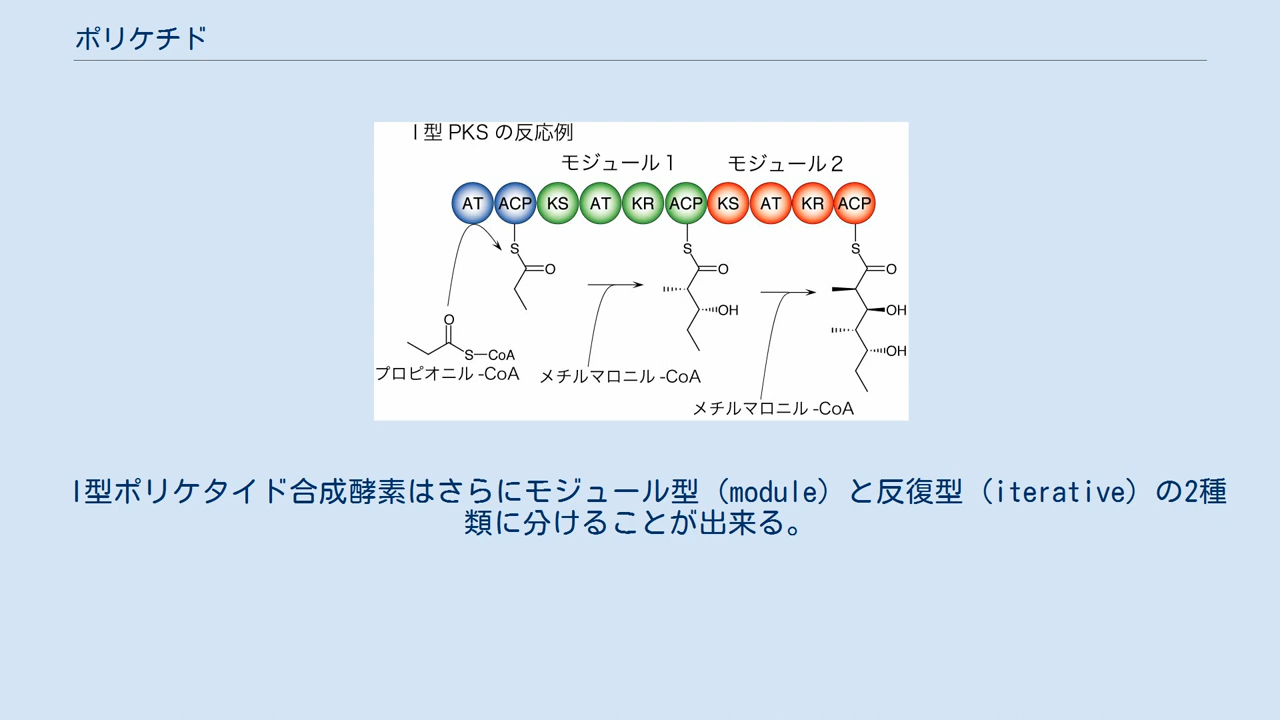 ポリケチド
I型 PKS の反応例
モジュール1 モジュール2
AT ACP KS AT KR ACP KS AT KR ACP
S S S
O O O
OH OH
OH
O
S—CoA
プロピオニル -CoA メチルマロニル -CoA
メチルマロニル -CoA
I型ポリケタイド合成酵素はさらにモジュール型（module）と反復型（iterative）の2種
類に分けることが出来る。